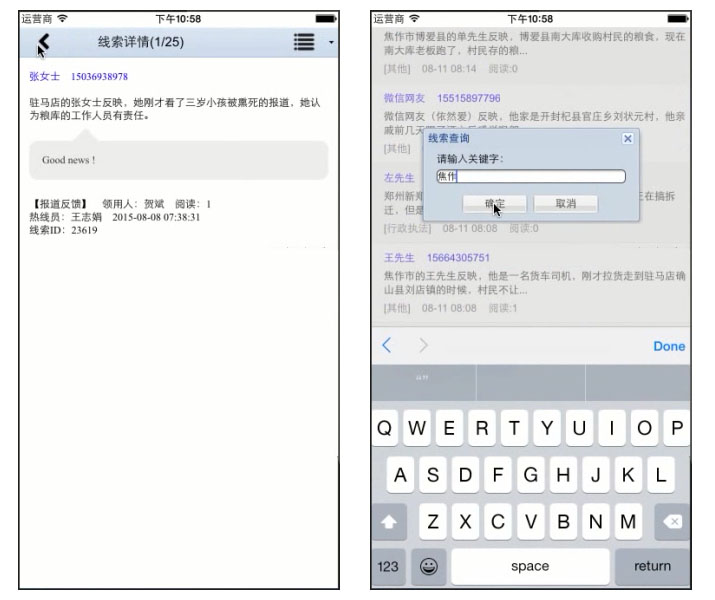 运营商 下午10:58
线索详情(1/25)
张女士 15036938978
驻马店的张女士反映，她刚才看了三岁小孩被熏死的报道，她认
为粮库的工作人员有责任。
Good news !
【报道反馈】 领用人：贺斌 阅读：1
热线员：王志娟 2015-08-08 07:38:31
线索ID：23619
运营商 下午10:58
焦作市博爱县的单先生反映，博爱县南大库收购村民的粮食，现在
南大库老板跑了，村民存的粮...
[其他] 08-11 08:14 阅读:0
微信网友 15515897796
微信网友（依然爱）反映，他家是开封杞县官庄乡刘状元村，他亲
戚前几天
[其他]
线索查询
请输入关键字：
焦作
确定 取消
左先生
郑州新郑
在搞拆
迁，但是
[行政执法] 08-11 08:08 阅读:0
王先生 15664305751
焦作市的王先生反映，他是一名货车司机，刚才拉货走到驻马店确
山县刘店镇的时候，村民不让...
[其他] 08-11 08:08 阅读:1
Done
“”
Q W E R T Y U I O P
A S D F G H J K L
Z X C V B N M
123 space return